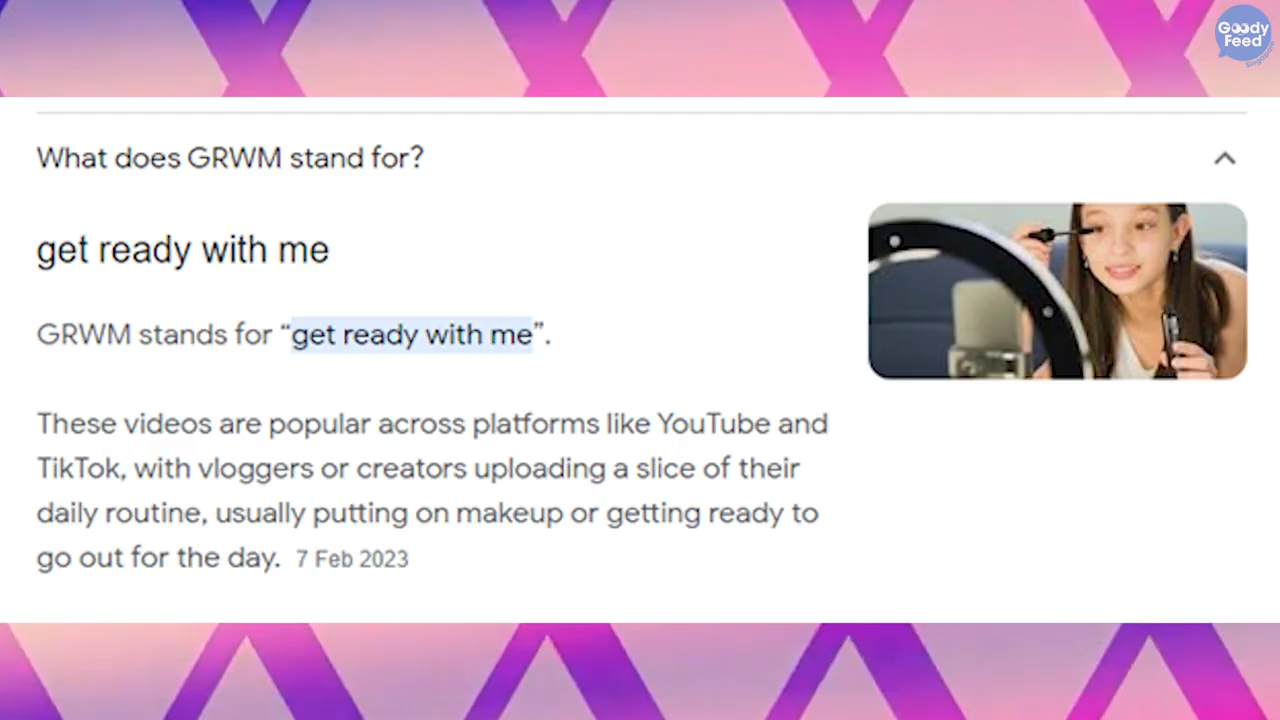 Goody
Feed
Singapore
What does GRWM stand for?
get ready with me
GRWM stands for “get ready with me”.
These videos are popular across platforms like YouTube and
TikTok, with vloggers or creators uploading a slice of their
daily routine, usually putting on makeup or getting ready to
go out for the day. 7 Feb 2023